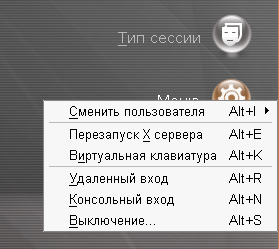 Тип сессии
Меню
Сменить пользователя Alt+I
Перезапуск X сервера Alt+E
Виртуальная клавиатура Alt+K
Удаленный вход Alt+R
Консольный вход Alt+N
Выключение... Alt+S